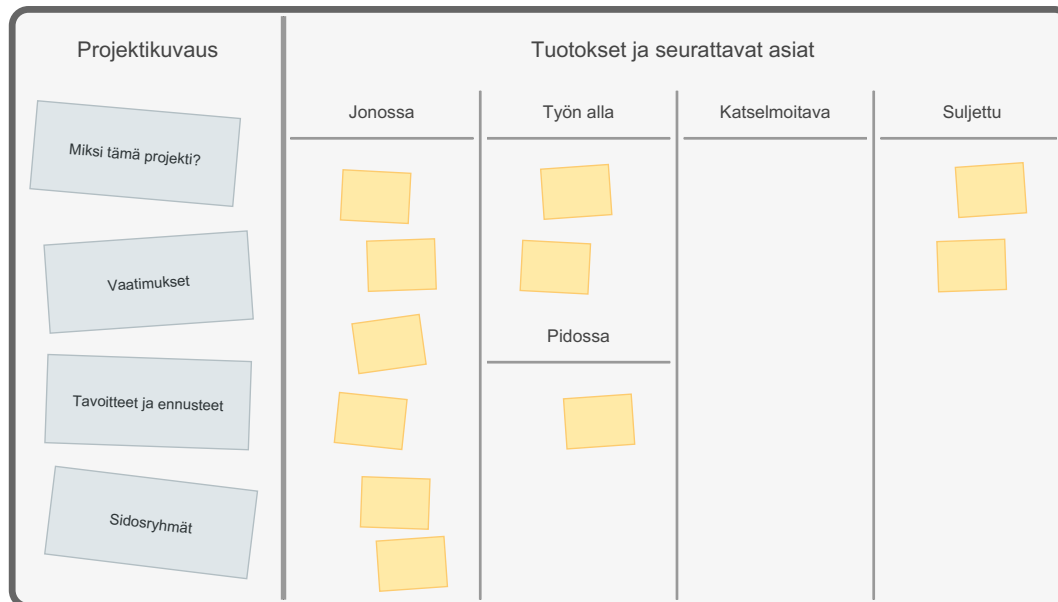 Projektikuvaus
Miksi tämä projekti?
Vaatimukset
Tavoitteet ja ennusteet
Sidosryhmät
Tuotokset ja seurattavat asiat
Jonossa
Työn alla
Pidossa
Katselmoitava
Suljettu